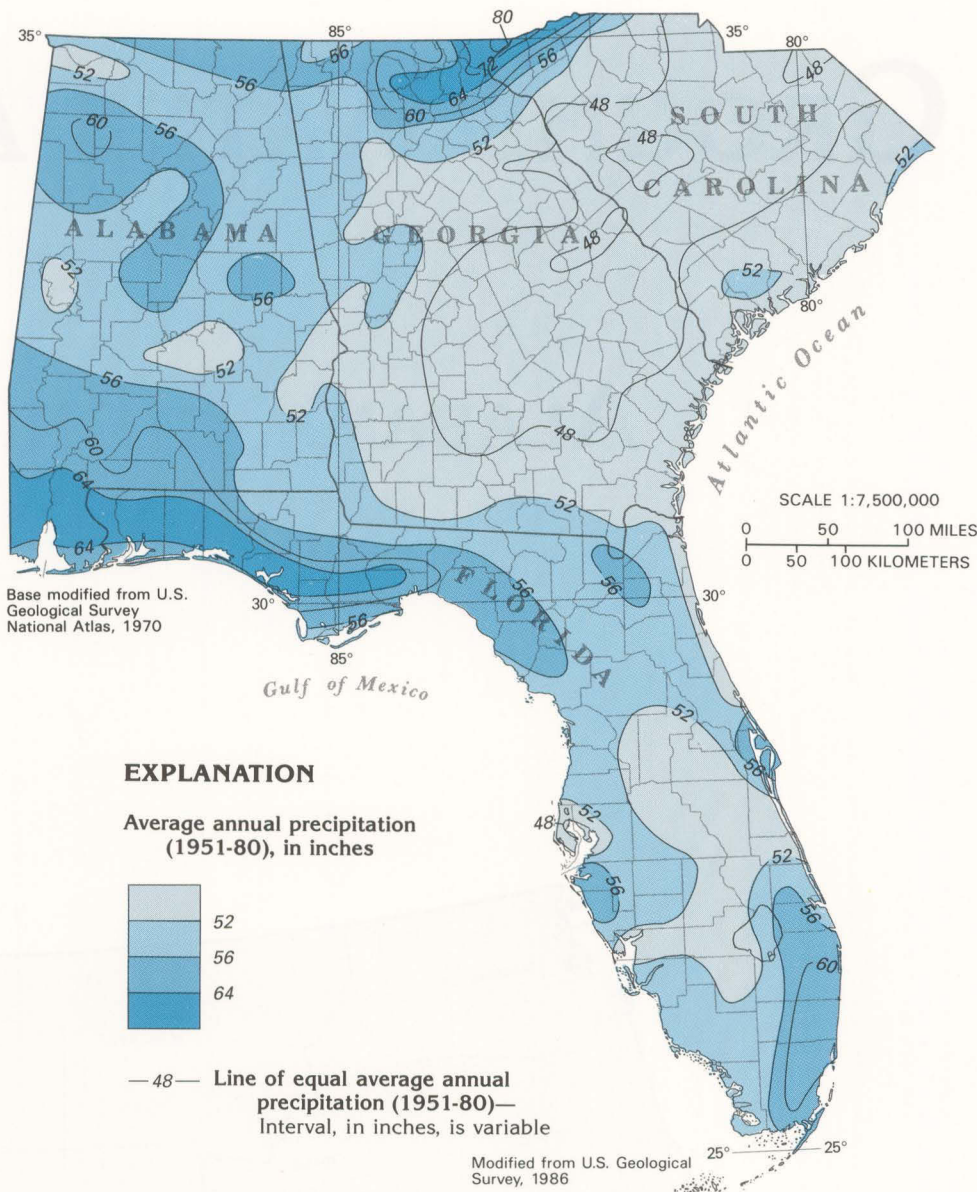 80
35°
85°
80°
35°
56
56
80°
52
56
72
48
64
60
48
60
56
52
SOUTH
48
52
CAROLINA
ALABAMA
GEORGIA
48
52
52
56
80°
52
Atlantic Ocean
56
52
48
60
64
52
SCALE 1:7,500,000
0 50 100 MILES
0 50 100 KILOMETERS
64
56
Base modified from U.S.
Geological Survey
National Atlas, 1970
30°
FLORIDA
56
30°
56
85°
Gulf of Mexico
52
56
EXPLANATION
Average annual precipitation
(1951-80), in inches
48
52
52
56
56
52
56
64
60
—48— Line of equal average annual
precipitation (1951-80)—
Interval, in inches, is variable
25°
25°
Modified from U.S. Geological
Survey, 1986